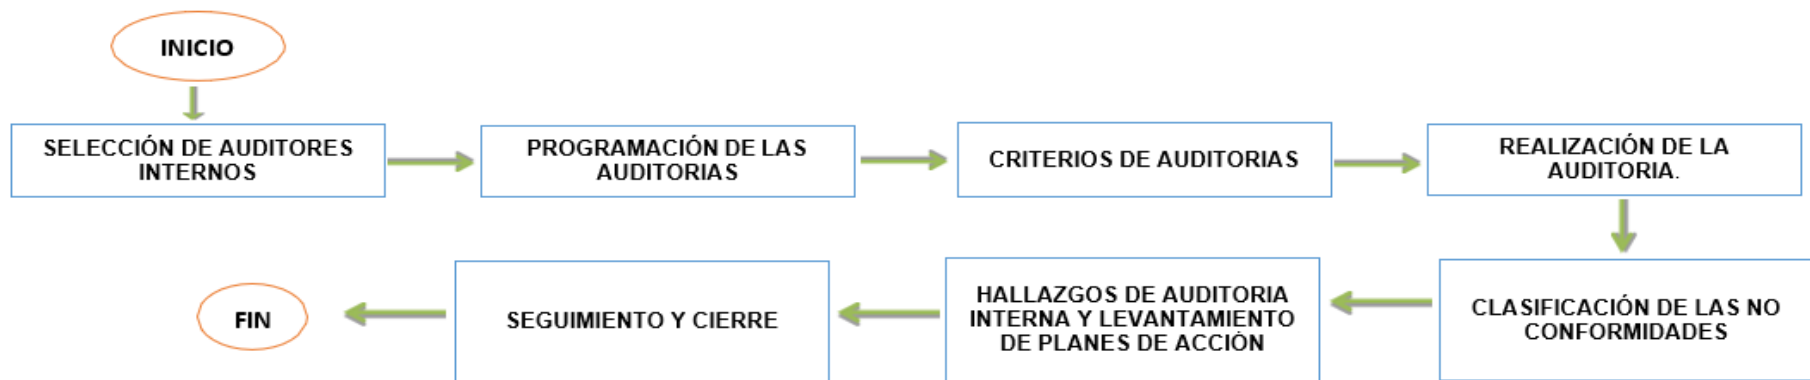 INICIO
SELECCIÓN DE AUDITORES
INTERNOS
PROGRAMACIÓN DE LAS
AUDITORIAS
CRITERIOS DE AUDITORIAS
REALIZACIÓN DE LA
AUDITORIA.
CLASIFICACIÓN DE LAS NO
CONFORMIDADES
HALLAZGOS DE AUDITORIA
INTERNA Y LEVANTAMIENTO
DE PLANES DE ACCIÓN
SEGUIMIENTO Y CIERRE
FIN